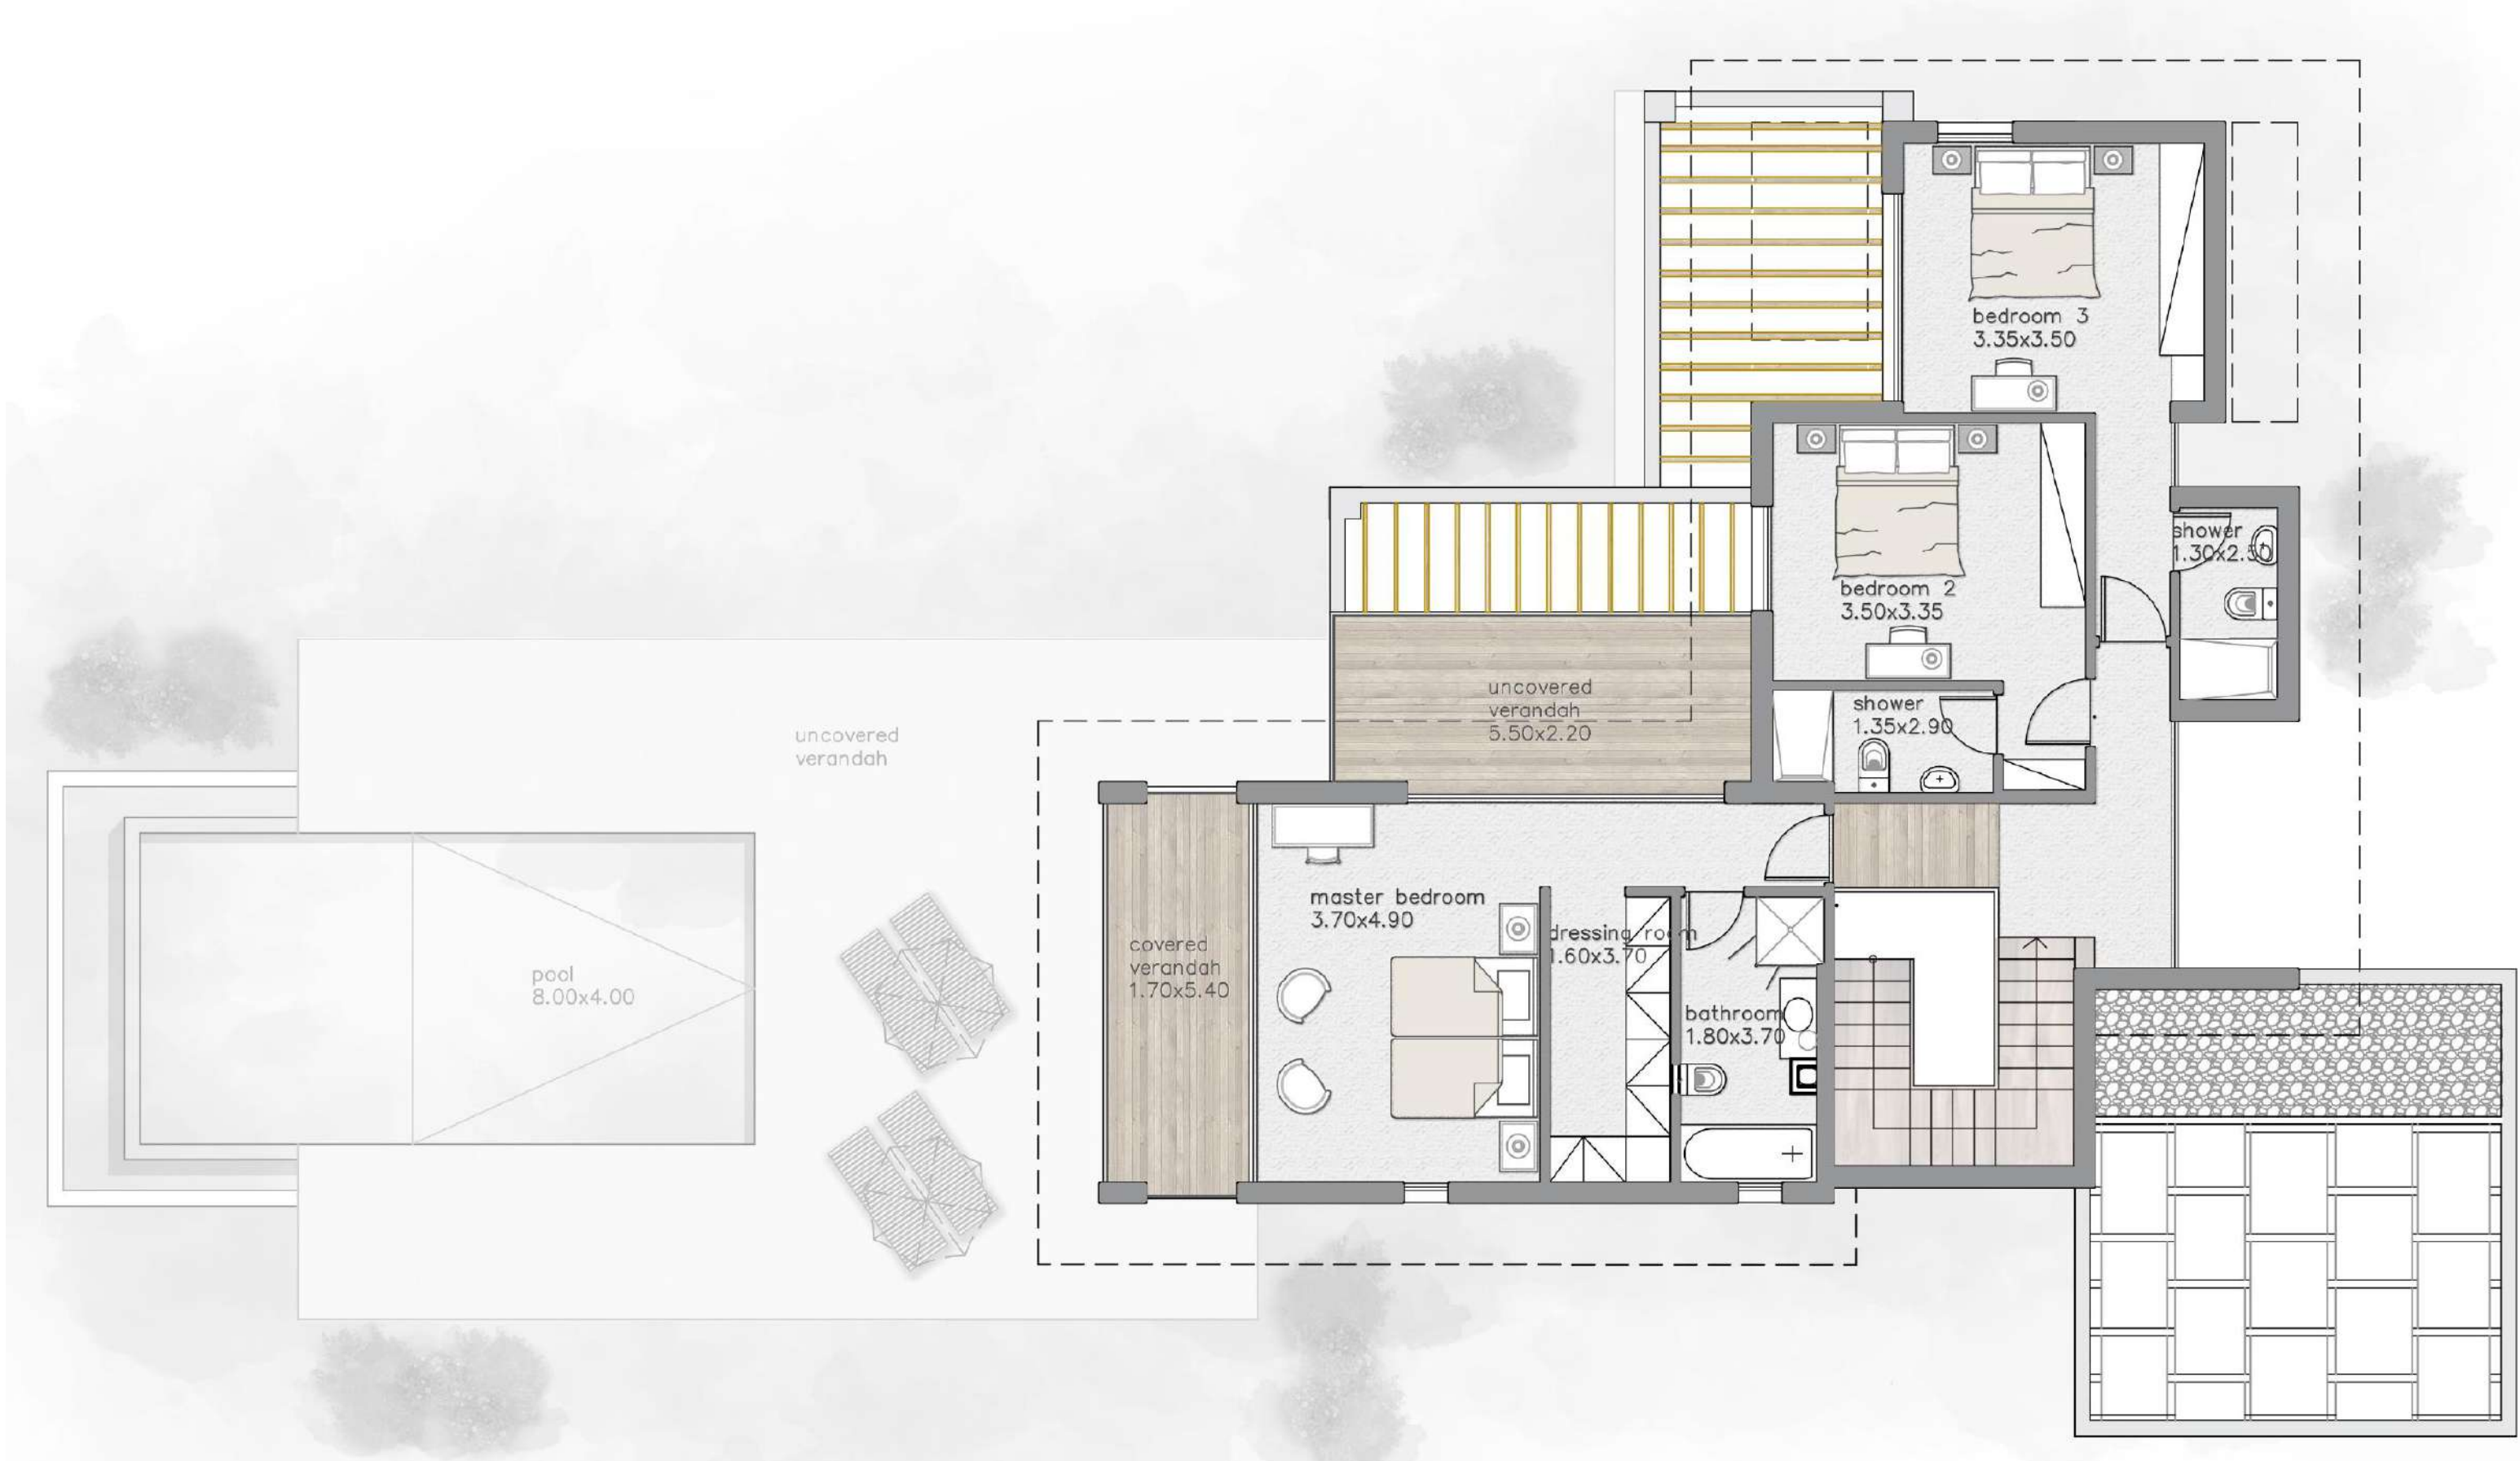 bedroom 3
3.35x3.50
shower
1.30x2.50
bedroom 2
3.50x3.35
uncovered
verandah
5.50x2.20
shower
1.35x2.90
uncovered
verandah
master bedroom
3.70x4.90
dressing room
1.60x3.70
covered
verandah
1.70x5.40
pool
8.00x4.00
bathroom
1.80x3.70